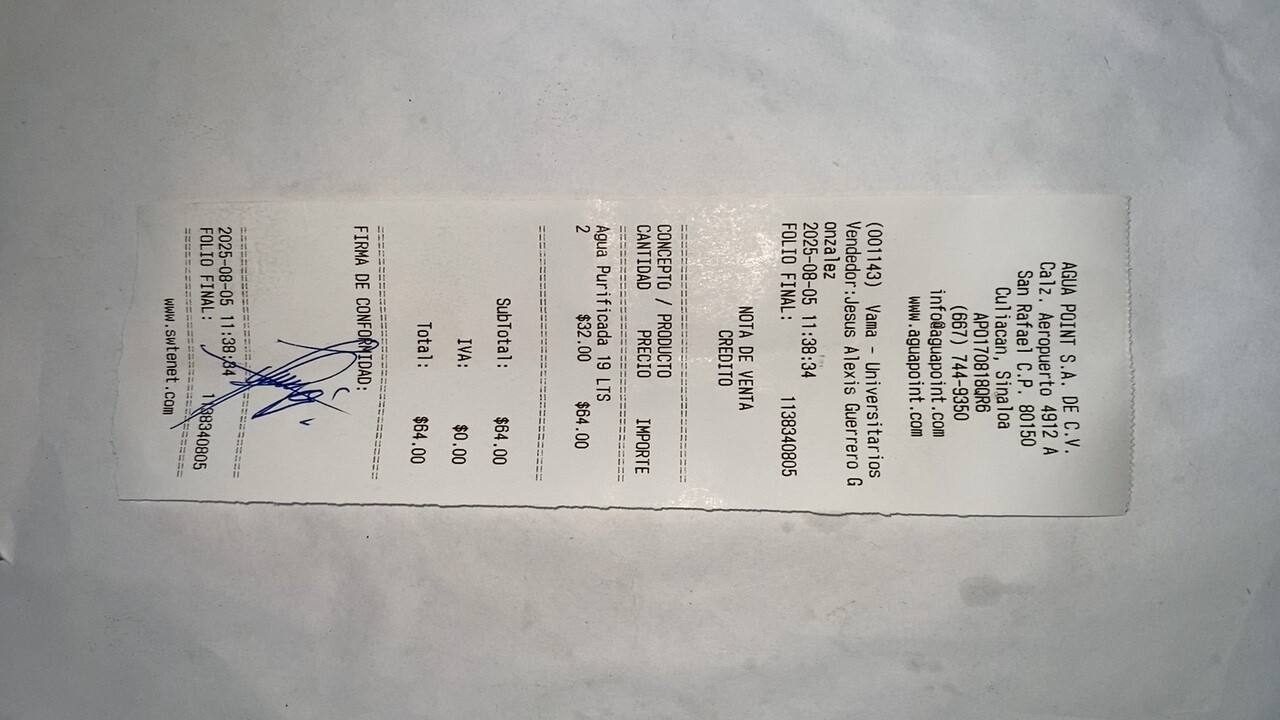 AGUA POINT S.A. DE C.V.
Calz. Aeropuerto 4912 A
San Rafael C.P. 80150
Culiacan, Sinaloa
APO170818QR6
(667) 744-9350
info@aguapoint.com
www.aguapoint.com
(001143) Vama - Universitarios
Vendedor:Jesus Alexis Guerrero G
onzalez
2025-08-05 11:38:34
FOLIO FINAL: 1138340805
NOTA DE VENTA
CREDITO
================================
CONCEPTO / PRODUCTO
CANTIDAD PRECIO IMPORTE
================================
Agua Purificada 19 LTS
2 $32.00 $64.00
================================
SubTotal: $64.00
IVA: $0.00
Total: $64.00
================================
FIRMA DE CONFORMIDAD:
================================
2025-08-05 11:38:34
FOLIO FINAL: 1138340805
================================
www.swtenet.com